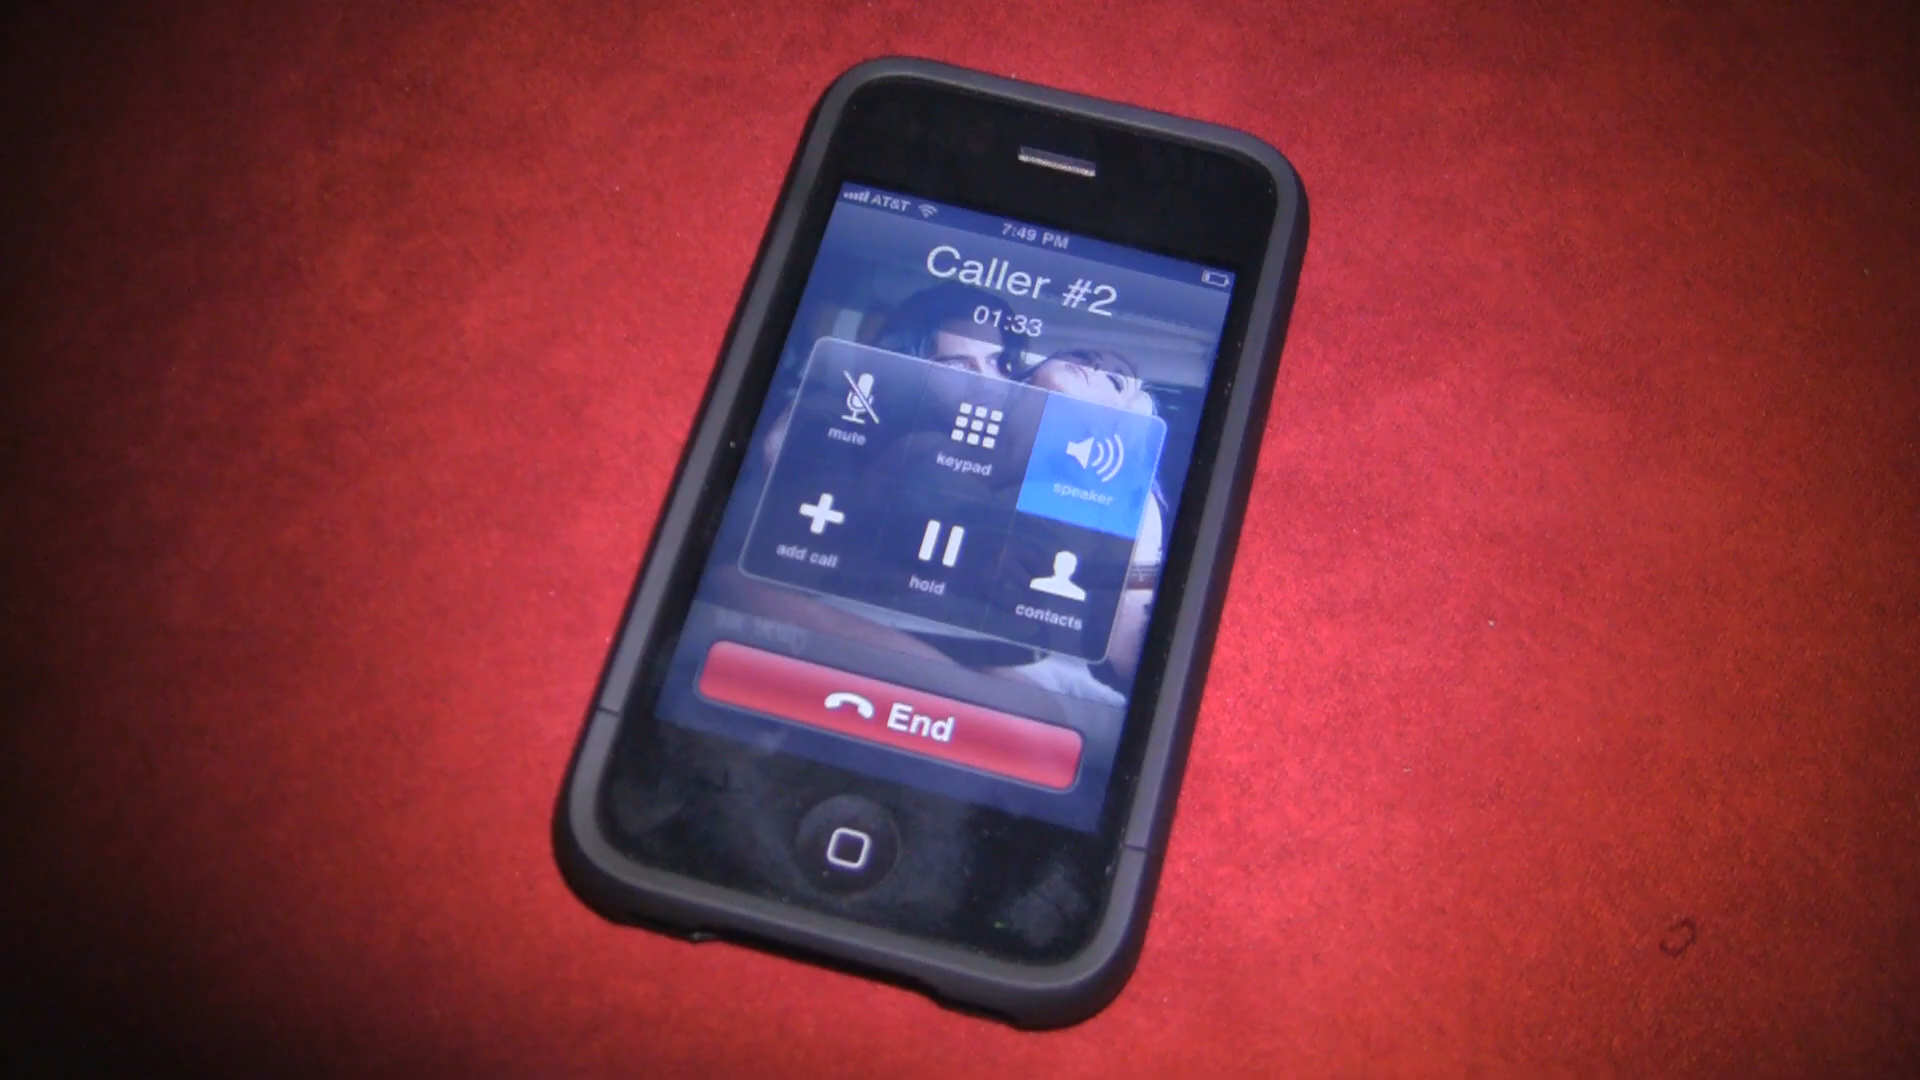 AT&T
7:49 PM
Caller #2
01:33
mute
keypad
speaker
add call
hold
contacts
End